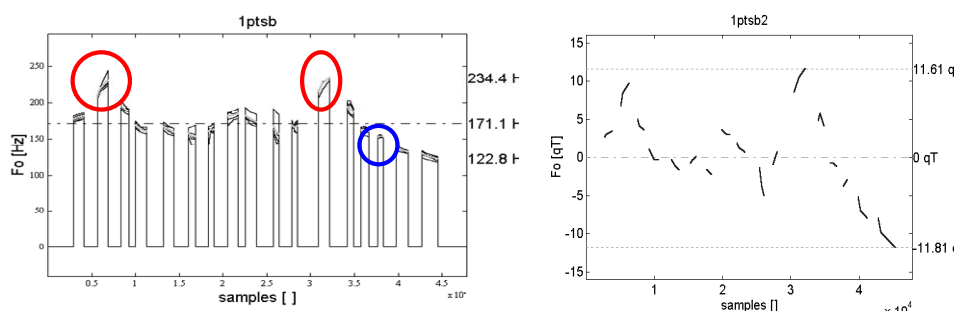 1ptsb
250
200
150
100
50
0
Fo [Hz]
234.4 H
171.1 H
122.8 H
0.5
1
1.5
2
2.5
3
3.5
4
4.5
samples [ ]
x 10
1ptsb2
15
10
5
0
-5
-10
-15
Fo [qT]
11.61 q
0 qT
-11.81 q
1
2
3
4
samples []
x 10⁴